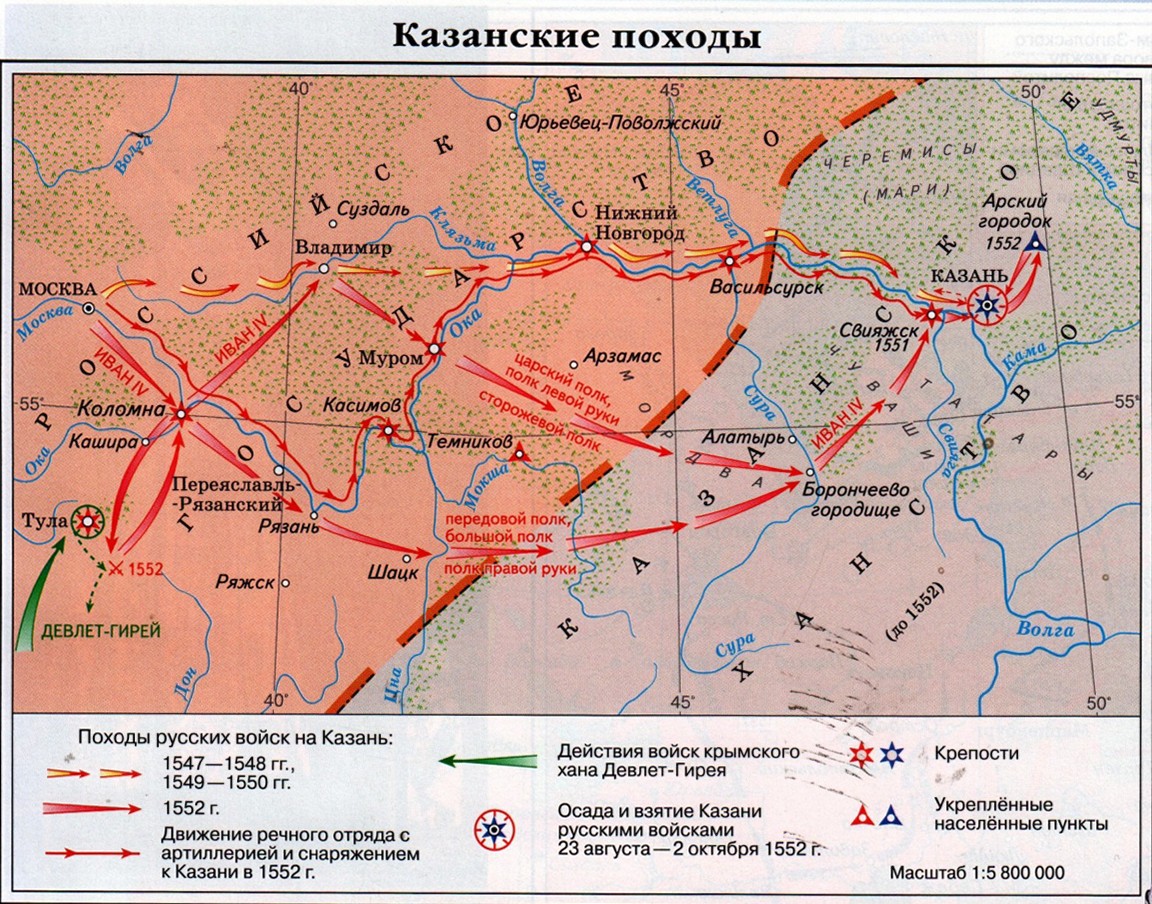 Казанские походы
40°
45°
50°
РОССИЙСКОЕ
ГОСУДАРСТВО
КАЗАНСКОЕ
ХАНСТВО
(до 1552)
УДМУРТЫ
ЧЕРЕМИСЫ
(МАРИ)
Волга
Юрьевец-Поволжский
Волга
Ветлуга
Вятка
Суздаль
Клязьма
Владимир
Нижний
Новгород
Арский
городок
1552
МОСКВА
Москва
Васильсурск
КАЗАНЬ
Свияжск
1551
ИВАН IV
ИВАН IV
Ока
Муром
Арзамас
царский полк,
полк левой руки
сторожевой полк
Кама
55°
55°
Коломна
Касимов
Кашира
Ока
Темников
Мокша
МОРДВА
Сура
Алатырь
ИВАН IV
ЧУВАШИ
ТАТАРЫ
Свияга
Переяславль-
-Рязанский
Рязань
Борончеево
городище
Тула
передовой полк,
большой полк
полк правой руки
1552
Шацк
Ряжск
ДЕВЛЕТ-ГИРЕЙ
Дон
Цна
Сура
Волга
40°
45°
50°
Походы русских войск на Казань:
1547—1548 гг.,
1549—1550 гг.
1552 г.
Движение речного отряда с
артиллерией и снаряжением
к Казани в 1552 г.
Действия войск крымского
хана Девлет-Гирея
Осада и взятие Казани
русскими войсками
23 августа — 2 октября 1552 г.
Крепости
Укреплённые
населённые пункты
Масштаб 1:5 800 000